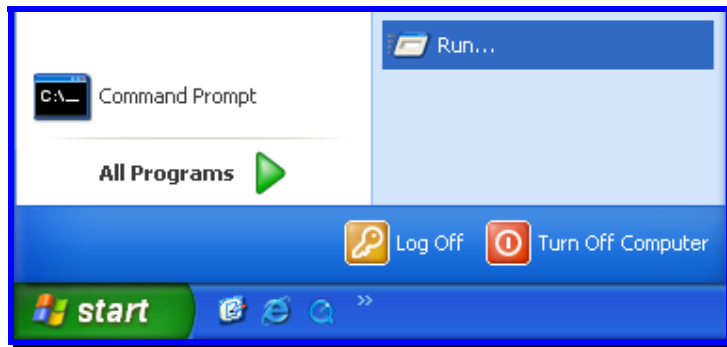 Run...
C:\_
Command Prompt
All Programs
Log Off
Turn Off Computer
start
»